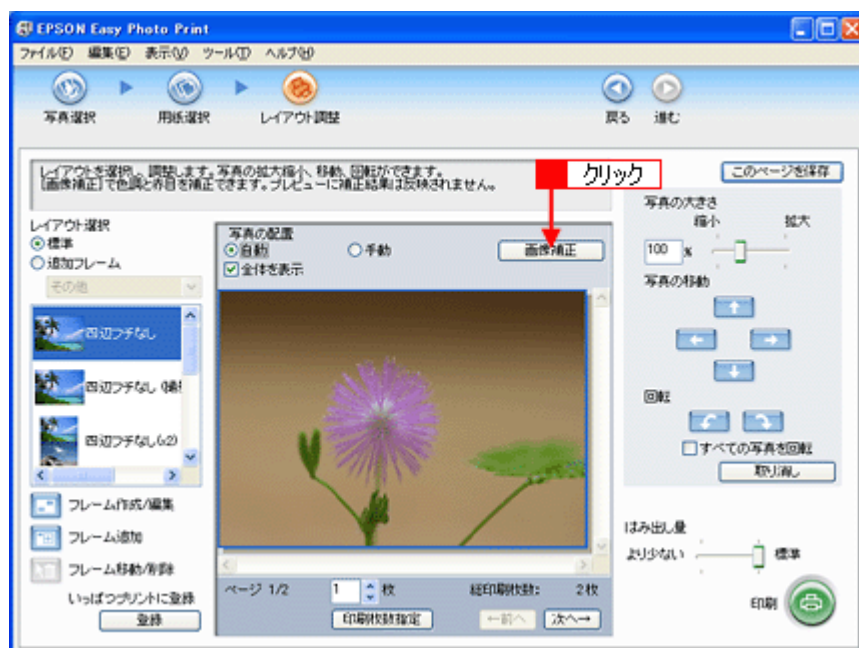 EPSON Easy Photo Print
ファイル(F) 編集(E) 表示(V) ツール(T) ヘルプ(H)
写真選択 用紙選択 レイアウト調整 戻る 進む
レイアウトを選択し、調整します。写真の拡大縮小、移動、回転ができます。
[画像補正]で色調と赤目を補正できます。プレビューに補正結果は反映されません。
クリック
このページを保存
レイアウト選択
標準
追加フレーム
その他
四辺フチなし
四辺フチなし
四辺フチなし(x2)
フレーム作成/編集
フレーム追加
フレーム移動/削除
いっぱつプリントに登録
登録
写真の配置
自動 手動 画像補正
全体を表示
ページ 1/2 1 枚 総印刷枚数: 2枚
印刷枚数指定 ←前へ 次へ→
写真の大きさ
縮小 拡大
100 %
写真の移動
回転
すべての写真を回転
取り消し
はみ出し量
より少ない 標準
印刷